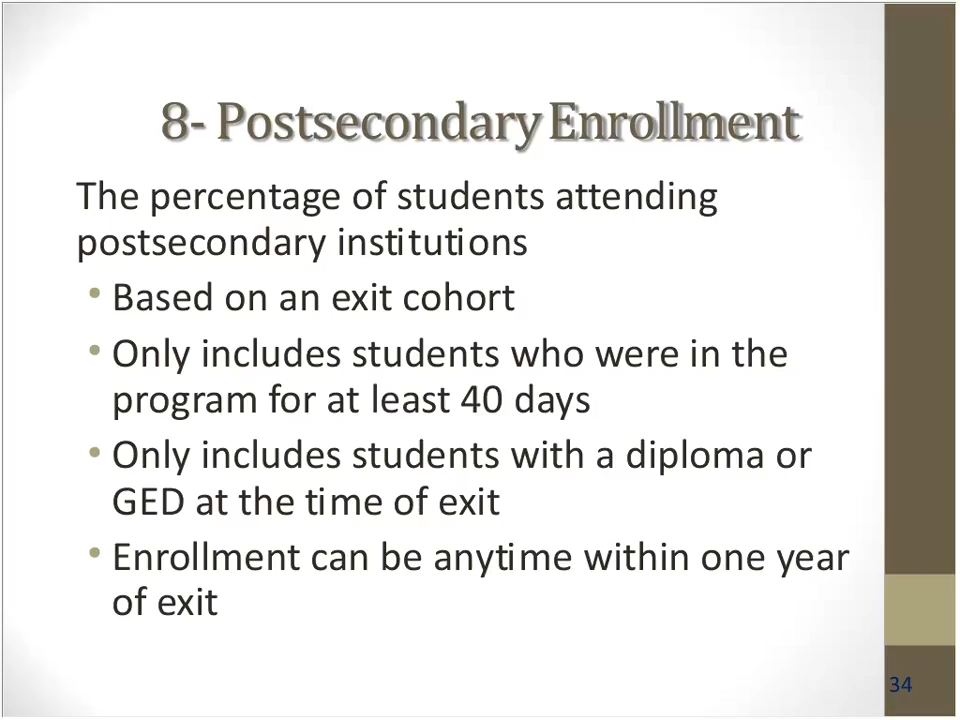 8- Postsecondary Enrollment
The percentage of students attending
postsecondary institutions
• Based on an exit cohort
• Only includes students who were in the
program for at least 40 days
• Only includes students with a diploma or
GED at the time of exit
• Enrollment can be anytime within one year
of exit
34